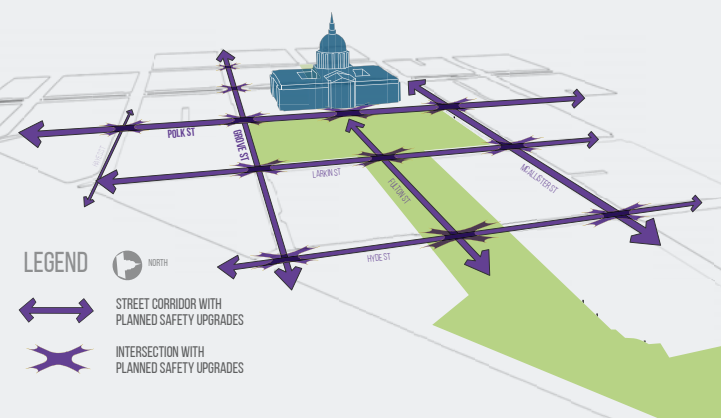 POLK ST
GROVE ST
LARKIN ST
FULTON ST
MCALLISTER ST
HYDE ST
LEGEND
NORTH
STREET CORRIDOR WITH
PLANNED SAFETY UPGRADES
INTERSECTION WITH
PLANNED SAFETY UPGRADES